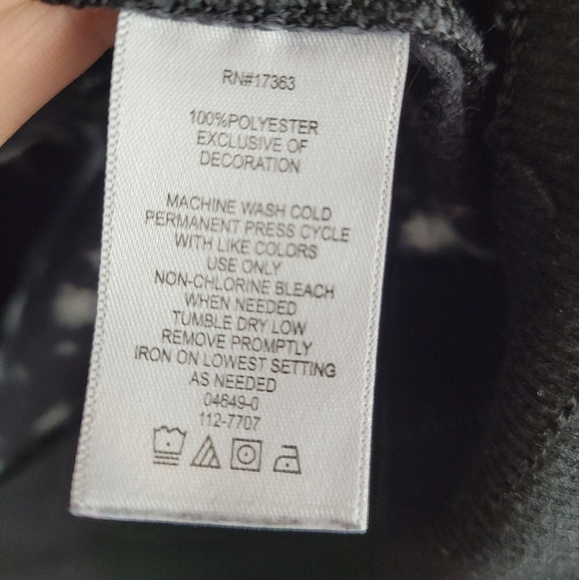 RN#17363
100%POLYESTER
EXCLUSIVE OF
DECORATION
MACHINE WASH COLD
PERMANENT PRESS CYCLE
WITH LIKE COLORS
USE ONLY
NON-CHLORINE BLEACH
WHEN NEEDED
TUMBLE DRY LOW
REMOVE PROMPTLY
IRON ON LOWEST SETTING
AS NEEDED
04649-0
112-7707